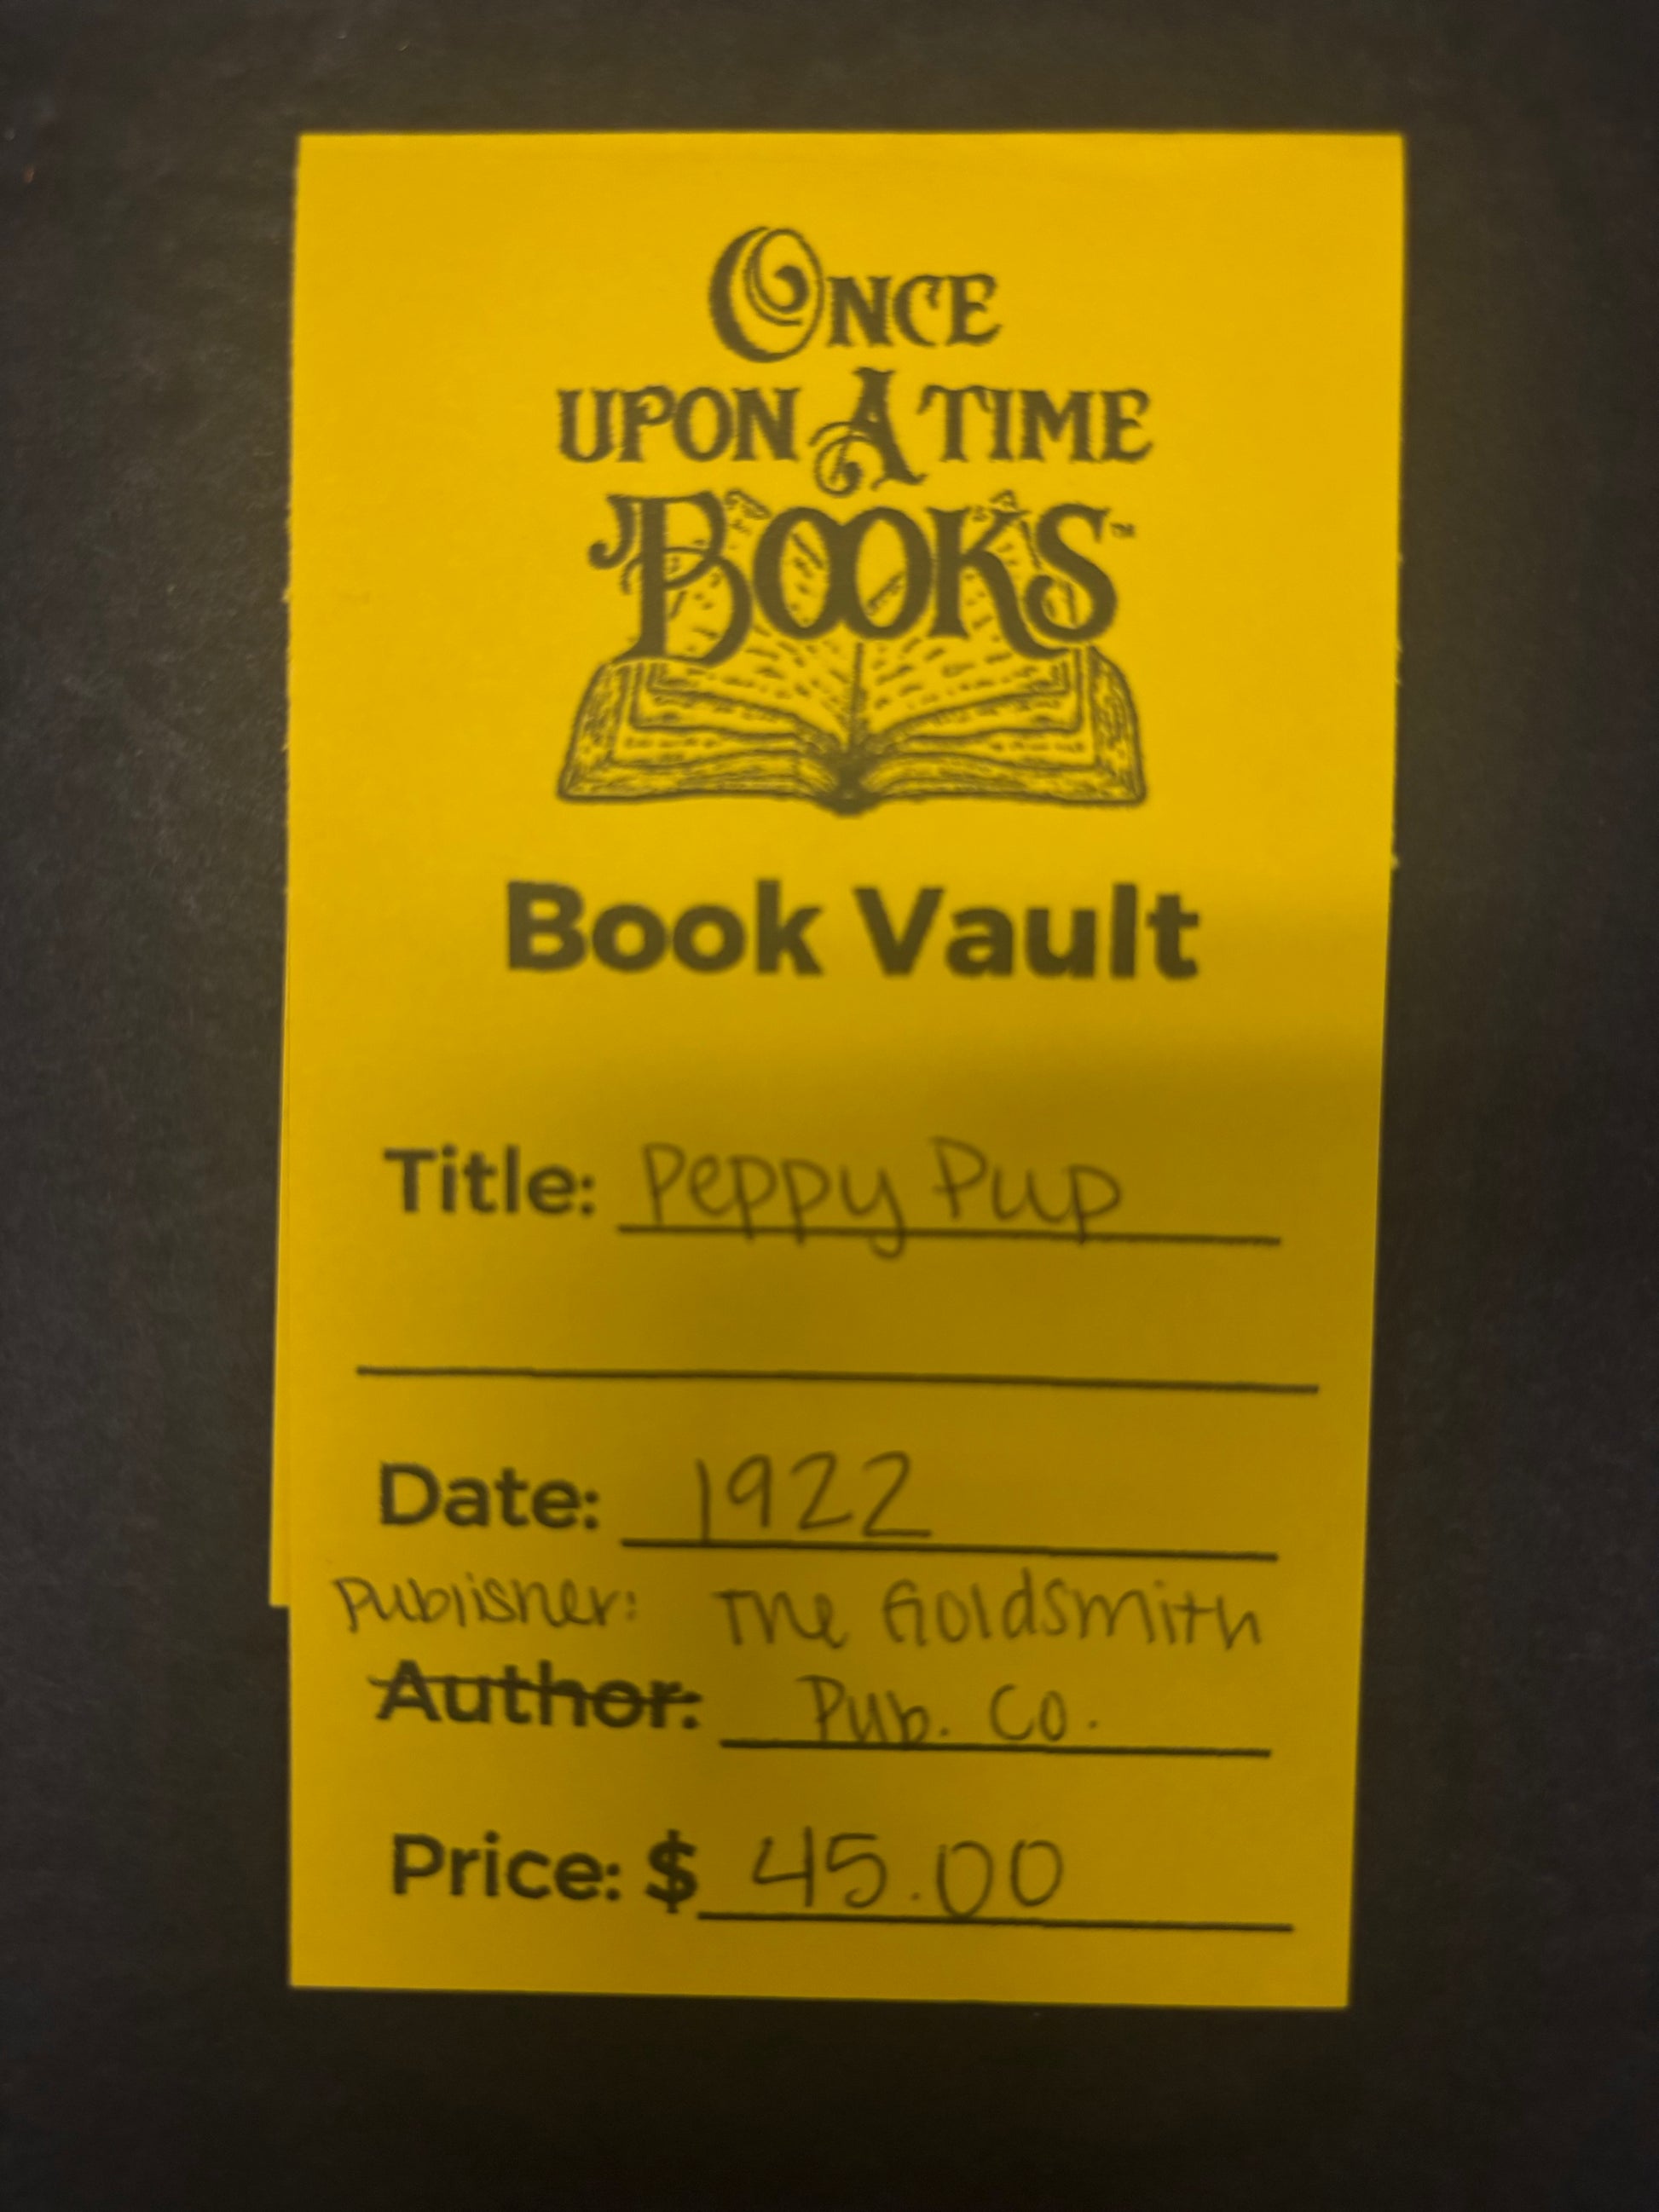 ONCE
UPON A TIME
BOOKS™
Book Vault
Title: Peppy Pup
Date: 1922
Publisher: The Goldsmith
Author: Pub. Co.
Price: $ 45.00